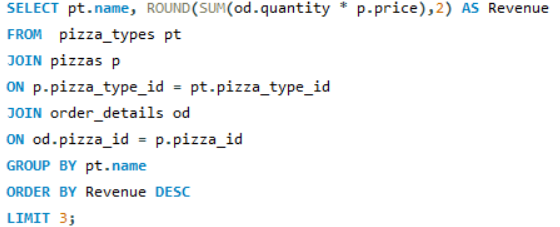 SELECT pt.name, ROUND(SUM(od.quantity * p.price),2) AS Revenue
FROM pizza_types pt
JOIN pizzas p
ON p.pizza_type_id = pt.pizza_type_id
JOIN order_details od
ON od.pizza_id = p.pizza_id
GROUP BY pt.name
ORDER BY Revenue DESC
LIMIT 3;